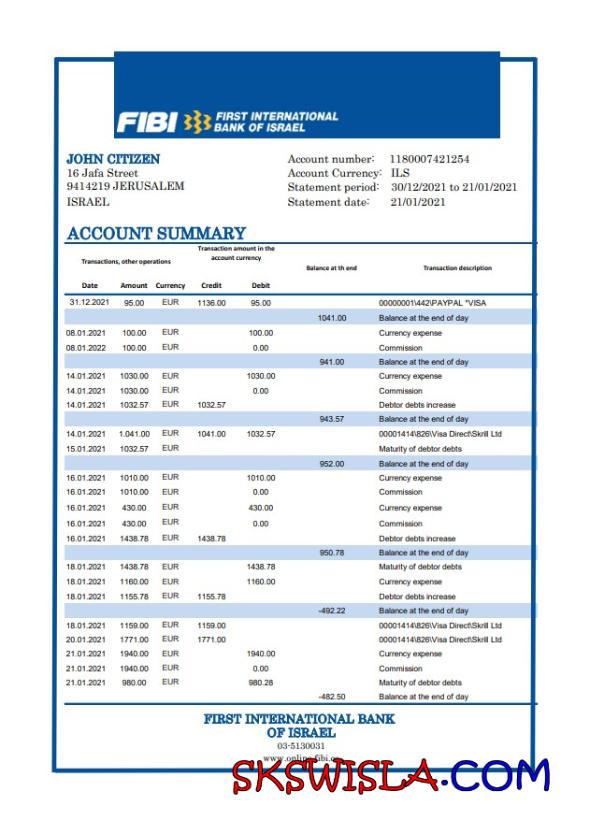 FIBI FIRST INTERNATIONAL
BANK OF ISRAEL
JOHN CITIZEN
16 Jafa Street
9414219 JERUSALEM
ISRAEL
Account number: 1180007421254
Account Currency: ILS
Statement period: 30/12/2021 to 21/01/2021
Statement date: 21/01/2021
ACCOUNT SUMMARY
Transactions, other operations
Transaction amount in the
account currency
Balance at th end
Transaction description
Date Amount Currency Credit Debit
31.12.2021 95.00 EUR 1136.00 95.00 00000001\442\PAYPAL "VISA
1041.00 Balance at the end of day
08.01.2021 100.00 EUR 100.00 Currency expense
08.01.2022 100.00 EUR 0.00 Commission
941.00 Balance at the end of day
14.01.2021 1030.00 EUR 1030.00 Currency expense
14.01.2021 1030.00 EUR 0.00 Commission
14.01.2021 1032.57 EUR 1032.57 Debtor debts increase
943.57 Balance at the end of day
14.01.2021 1.041.00 EUR 1041.00 1032.57 00001414\826\Visa Direct\Skrill Ltd
15.01.2021 1032.57 EUR Maturity of debtor debts
952.00 Balance at the end of day
16.01.2021 1010.00 EUR 1010.00 Currency expense
16.01.2021 1010.00 EUR 0.00 Commission
16.01.2021 430.00 EUR 430.00 Currency expense
16.01.2021 430.00 EUR 0.00 Commission
16.01.2021 1438.78 EUR 1438.78 Debtor debts increase
950.78 Balance at the end of day
18.01.2021 1438.78 EUR 1438.78 Maturity of debtor debts
18.01.2021 1160.00 EUR 1160.00 Currency expense
18.01.2021 1155.78 EUR 1155.78 Debtor debts increase
-492.22 Balance at the end of day
18.01.2021 1159.00 EUR 1159.00 00001414\826\Visa Direct\Skrill Ltd
20.01.2021 1771.00 EUR 1771.00 00001414\826\Visa Direct\Skrill Ltd
21.01.2021 1940.00 EUR 1940.00 Currency expense
21.01.2021 1940.00 EUR 0.00 Commission
21.01.2021 980.00 EUR 980.28 Maturity of debtor debts
-482.50 Balance at the end of day
FIRST INTERNATIONAL BANK
OF ISRAEL
03-5130031
SKSWISLA.COM